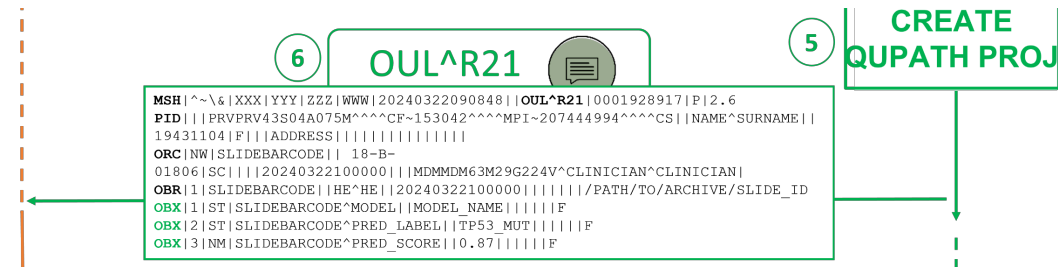 CREATE
QUPATH PROJ
5
6
OUL^R21
MSH|^~\&|XXX|YYY|ZZZ|WWW|20240322090848||OUL^R21|0001928917|P|2.6
PID|||PRVPRV43S04A075M^^^^CF~153042^^^^MPI~207444994^^^^CS||NAME^SURNAME||
19431104|F|||ADDRESS|||||||||||||||
ORC|NW|SLIDEBARCODE|| 18-B-
01806|SC||||20240322100000|||MDMMDM63M29G224V^CLINICIAN^CLINICIAN|
OBR|1|SLIDEBARCODE||HE^HE||20240322100000|||||||/PATH/TO/ARCHIVE/SLIDE_ID
OBX|1|ST|SLIDEBARCODE^MODEL||MODEL_NAME||||||F
OBX|2|ST|SLIDEBARCODE^PRED_LABEL||TP53_MUT||||||F
OBX|3|NM|SLIDEBARCODE^PRED_SCORE||0.87||||||F